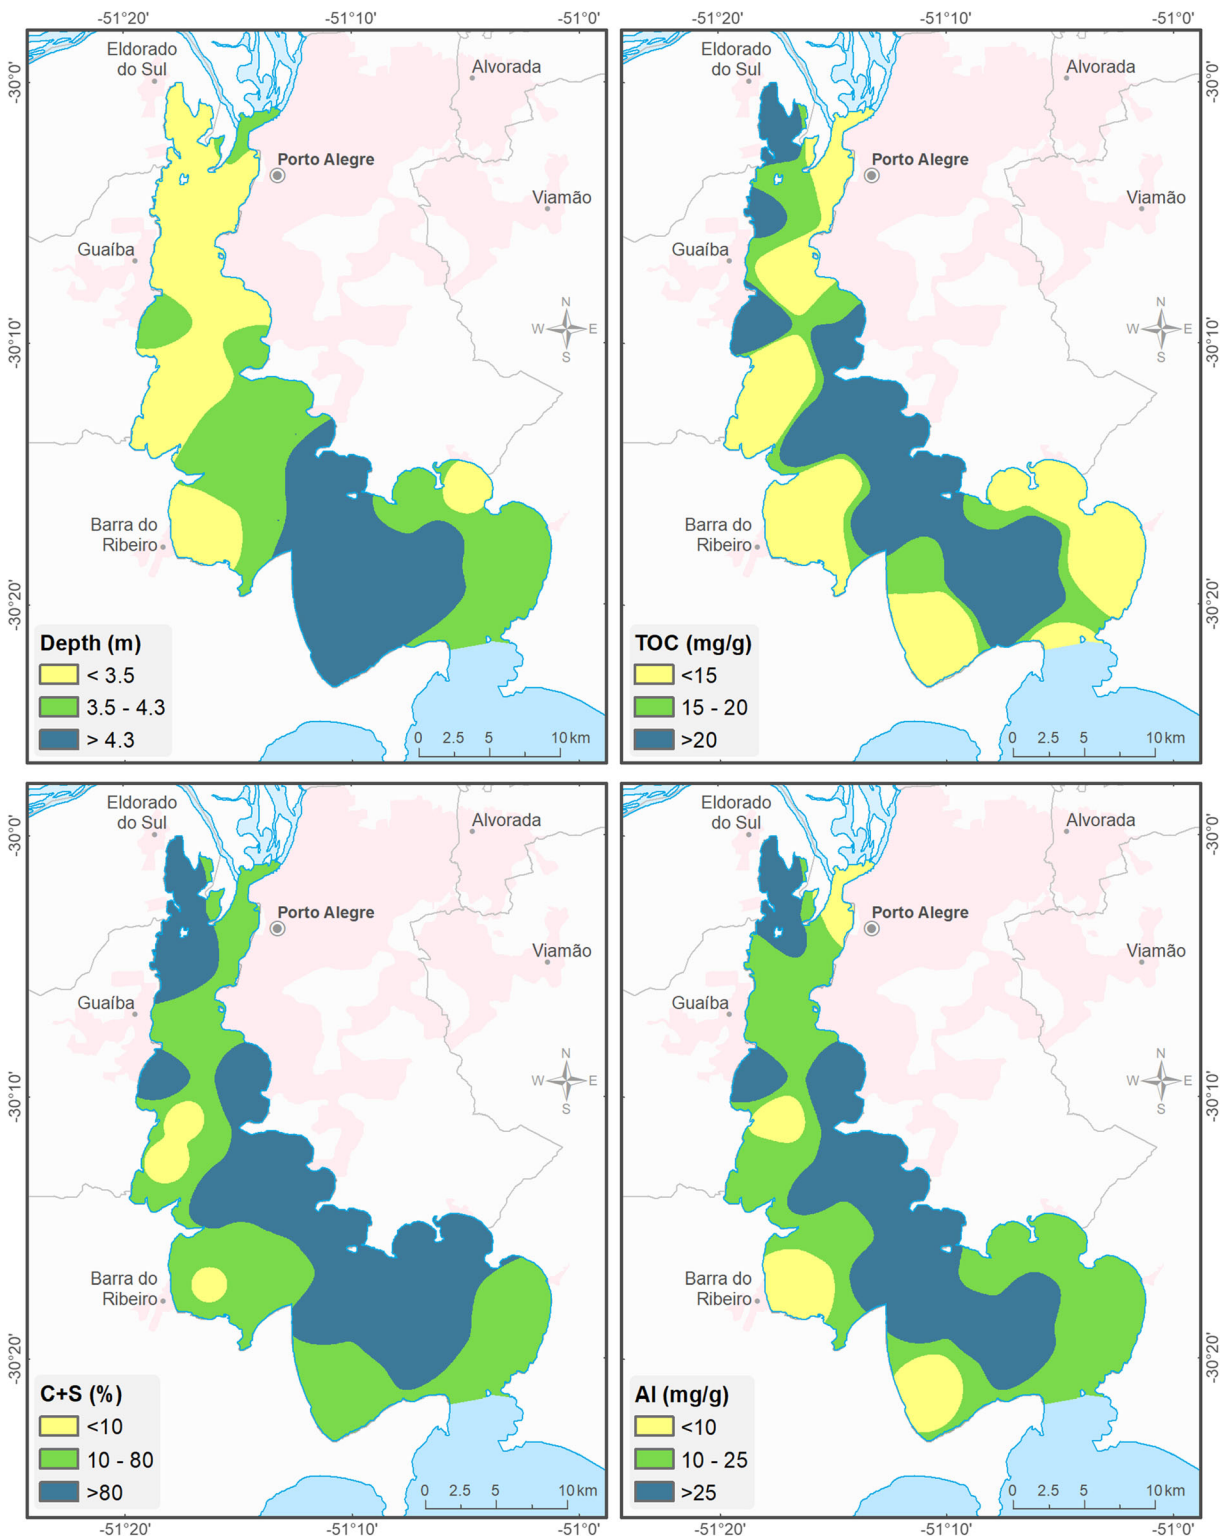 -51°20'
-51°10'
-51°0'
-51°20'
-51°10'
-51°0'
-30°0'
-30°10'
-30°20'
Eldorado
do Sul
Alvorada
Porto Alegre
Viamão
Guaíba
N
W
E
S
Barra do
Ribeiro
Depth (m)
< 3.5
3.5 - 4.3
> 4.3
0 2.5 5 10 km
Eldorado
do Sul
Alvorada
Porto Alegre
Viamão
Guaíba
N
W
E
S
Barra do
Ribeiro
TOC (mg/g)
<15
15 - 20
>20
0 2.5 5 10 km
-30°0'
-30°10'
-30°20'
-30°0'
-30°10'
-30°20'
Eldorado
do Sul
Alvorada
Porto Alegre
Viamão
Guaíba
N
W
E
S
Barra do
Ribeiro
C+S (%)
<10
10 - 80
>80
0 2.5 5 10 km
Eldorado
do Sul
Alvorada
Porto Alegre
Viamão
Guaíba
N
W
E
S
Barra do
Ribeiro
Al (mg/g)
<10
10 - 25
>25
0 2.5 5 10 km
-30°0'
-30°10'
-30°20'
-51°20'
-51°10'
-51°0'
-51°20'
-51°10'
-51°0'